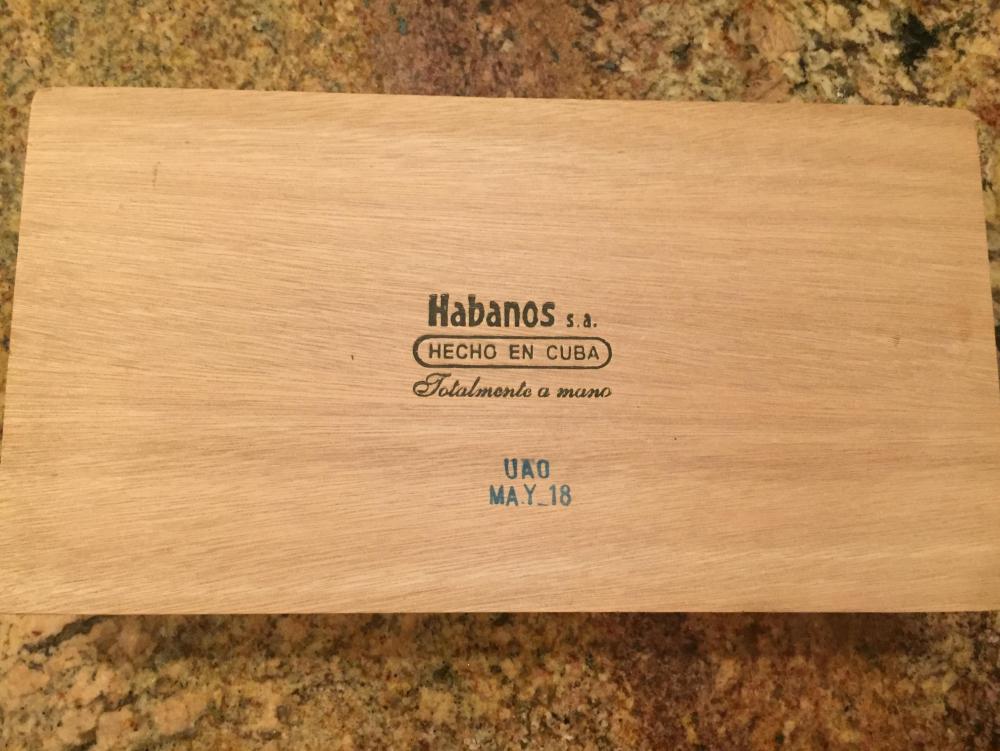 Habanos s.a.
HECHO EN CUBA
Totalmente a mano
UAO
MAY_18